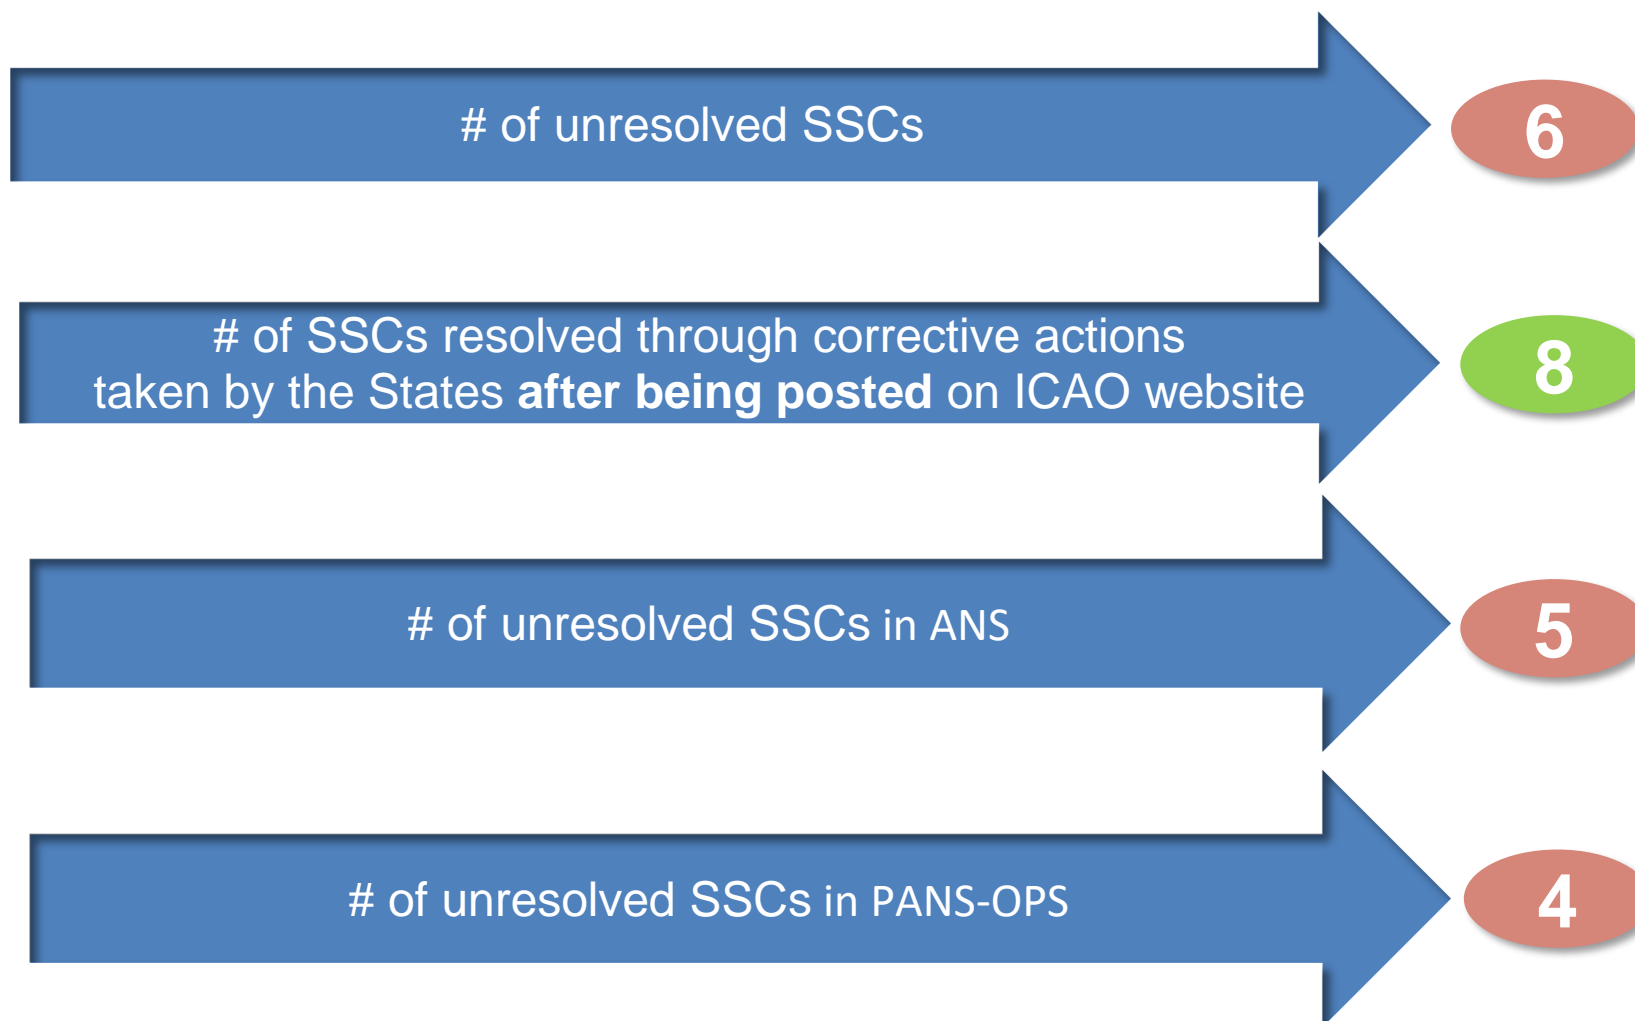 # of unresolved SSCs
6
# of SSCs resolved through corrective actions
taken by the States after being posted on ICAO website
8
# of unresolved SSCs in ANS
5
# of unresolved SSCs in PANS-OPS
4